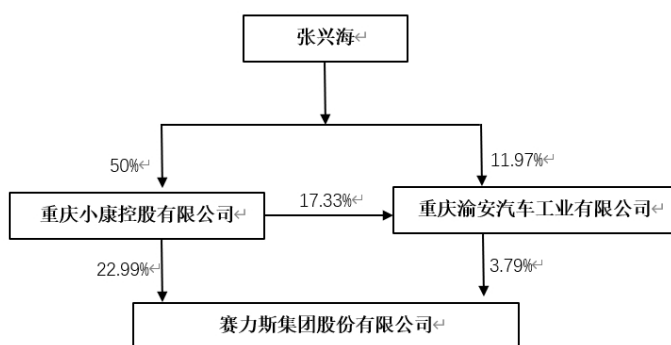 张兴海
50%
11.97%
重庆小康控股有限公司
17.33%
重庆渝安汽车工业有限公司
22.99%
3.79%
赛力斯集团股份有限公司